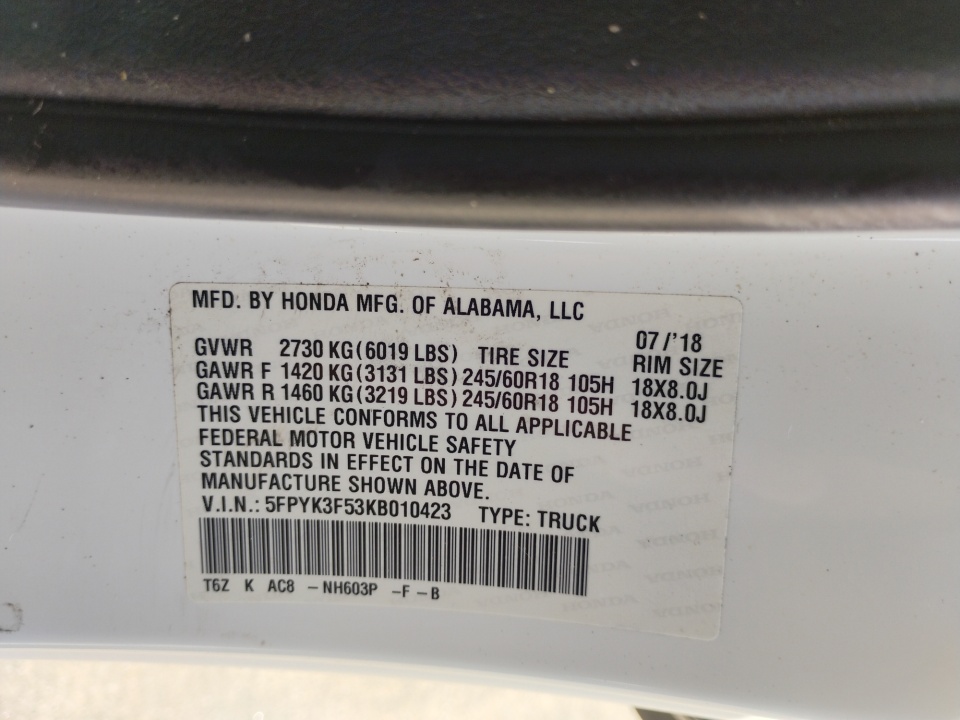 MFD. BY HONDA MFG. OF ALABAMA, LLC
07/'18
GVWR 2730 KG(6019 LBS) TIRE SIZE RIM SIZE
GAWR F 1420 KG(3131 LBS)245/60R18 105H 18X8.0J
GAWR R 1460 KG(3219 LBS)245/60R18 105H 18X8.0J
THIS VEHICLE CONFORMS TO ALL APPLICABLE
FEDERAL MOTOR VEHICLE SAFETY
STANDARDS IN EFFECT ON THE DATE OF
MANUFACTURE SHOWN ABOVE.
V.I.N.: 5FPYK3F53KB010423 TYPE: TRUCK
T6Z K AC8 -NH603P -F -B